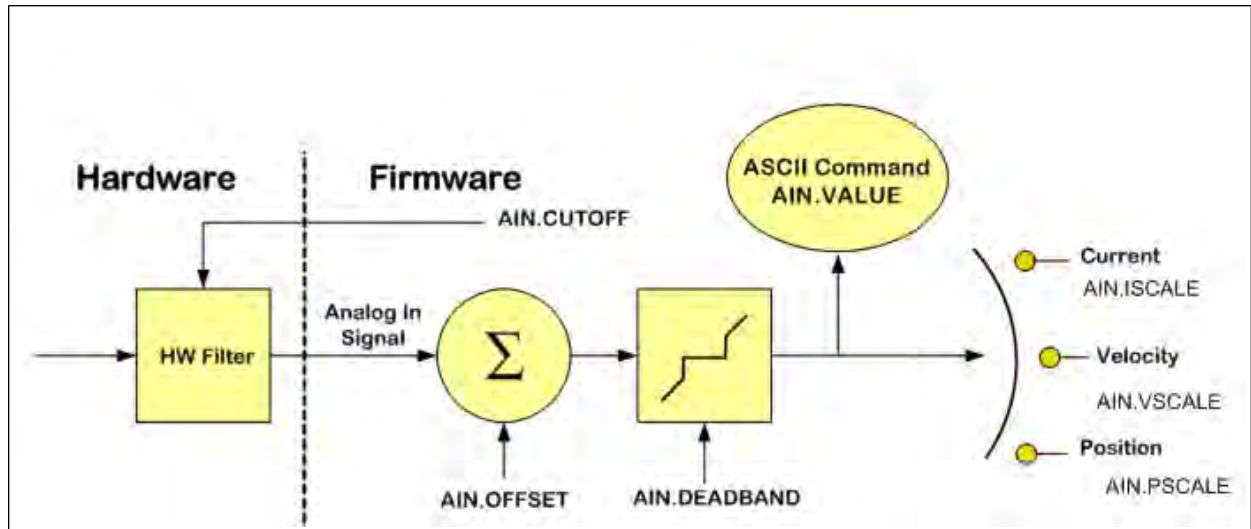 Hardware
Firmware
ASCII Command
AIN.VALUE
AIN.CUTOFF
HW Filter
Analog In
Signal
Σ
AIN.OFFSET
AIN.DEADBAND
Current
AIN.ISCALE
Velocity
AIN.VSCALE
Position
AIN.PSCALE